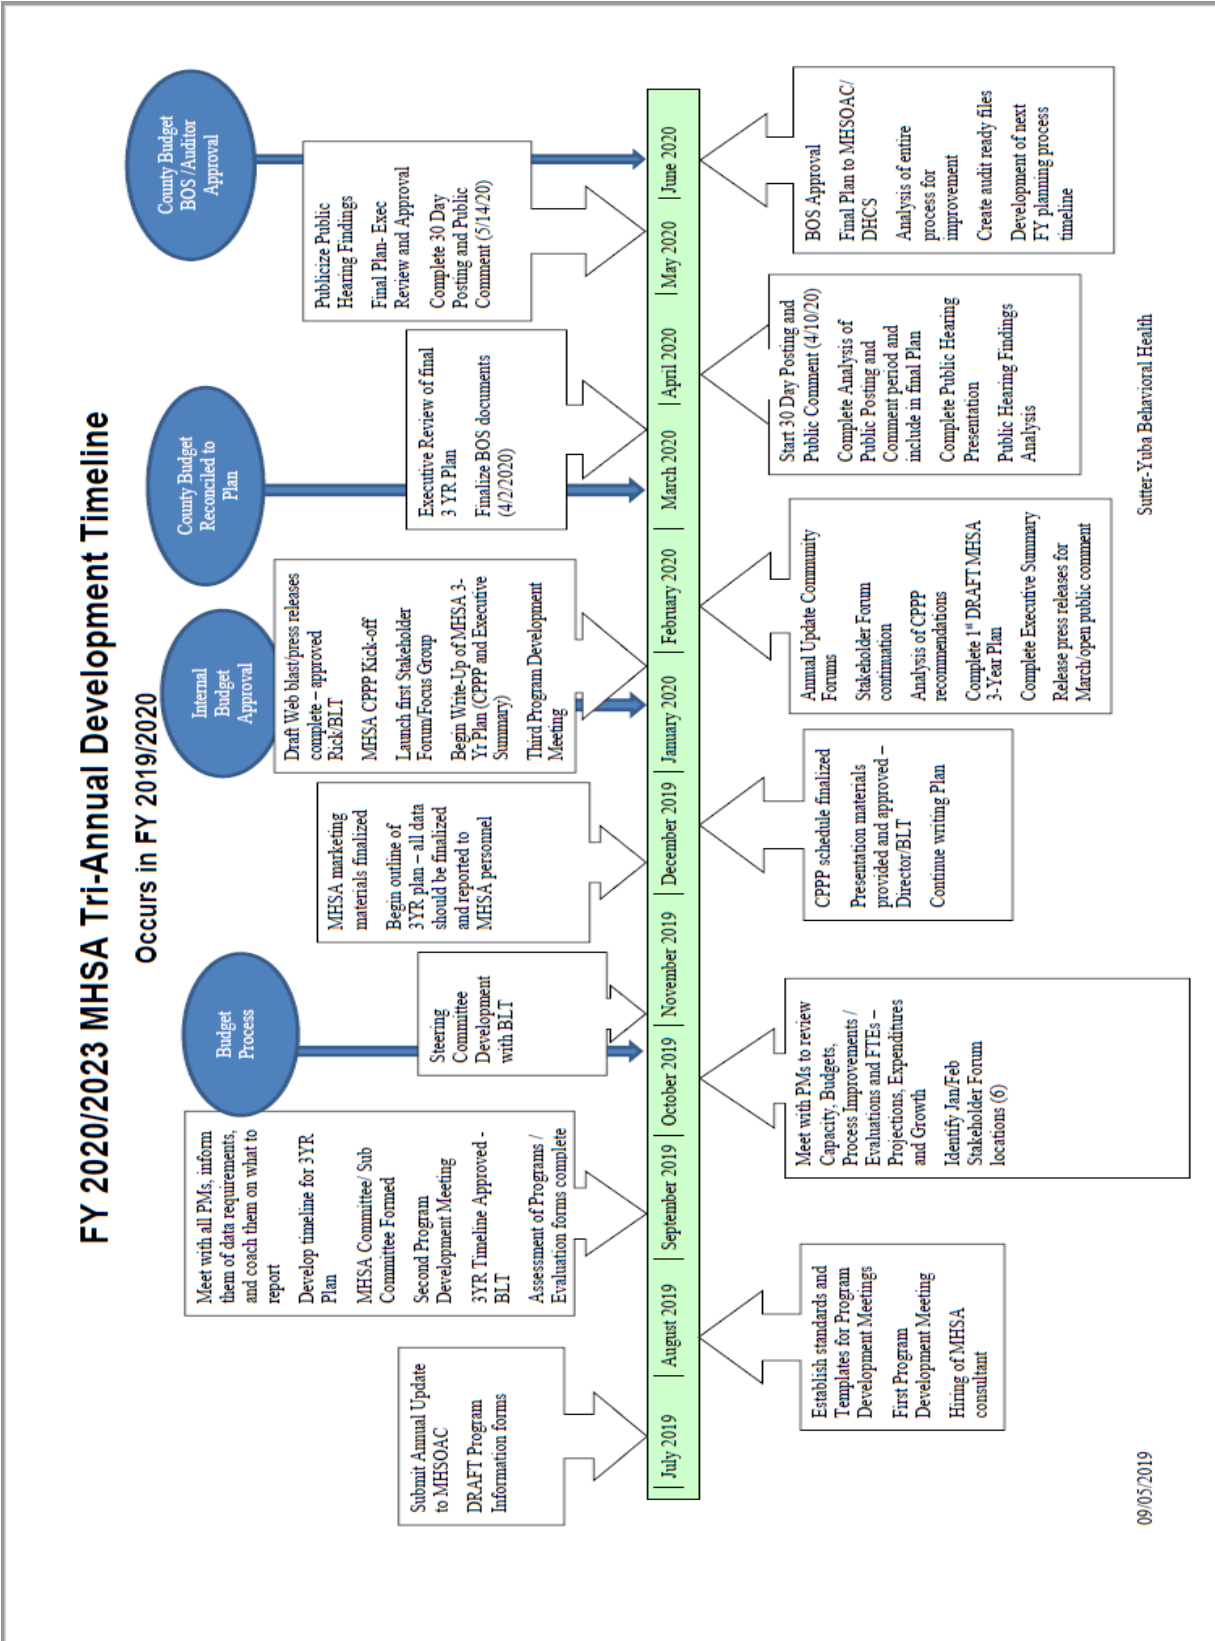 FY 2020/2023 MHSA Tri-Annual Development Timeline
Occurs in FY 2019/2020
Budget
Process
Internal
Budget
Approval
County Budget
Reconciled to
Plan
County Budget
BOS /Auditor
Approval
Submit Annual Update
to MHSOAC
DRAFT Program
Information forms
Meet with all PMs, inform
them of data requirements,
and coach them on what to
report
Develop timeline for 3YR
Plan
MHSA Committee/ Sub
Committee Formed
Second Program
Development Meeting
3YR Timeline Approved -
BLT
Assessment of Programs /
Evaluation forms complete
Steering
Committee
Development
with BLT
MHSA marketing
materials finalized
Begin outline of
3YR plan – all data
should be finalized
and reported to
MHSA personnel
Draft Web blast/press releases
complete – approved
Rick/BLT
MHSA CPPP Kick-off
Launch first Stakeholder
Forum/Focus Group
Begin Write-Up of MHSA 3-
Yr Plan (CPPP and Executive
Summary)
Third Program Development
Meeting
Executive Review of final
3 YR Plan
Finalize BOS documents
(4/2/2020)
Publicize Public
Hearing Findings
Final Plan- Exec
Review and Approval
Complete 30 Day
Posting and Public
Comment (5/14/20)
| July 2019 | August 2019 | September 2019 | October 2019 | November 2019 | December 2019 | January 2020 | February 2020 | March 2020 | April 2020 | May 2020 | June 2020
Establish standards and
Templates for Program
Development Meetings
First Program
Development Meeting
Hiring of MHSA
consultant
Meet with PMs to review
Capacity, Budgets,
Process Improvements /
Evaluations and FTEs –
Projections, Expenditures
and Growth
Identify Jan/Feb
Stakeholder Forum
locations (6)
CPPP schedule finalized
Presentation materials
provided and approved –
Director/BLT
Continue writing Plan
Annual Update Community
Forums
Stakeholder Forum
continuation
Analysis of CPPP
recommendations
Complete 1st DRAFT MHSA
3-Year Plan
Complete Executive Summary
Release press releases for
March/open public comment
Start 30 Day Posting and
Public Comment (4/10/20)
Complete Analysis of
Public Posting and
Comment period and
include in final Plan
Complete Public Hearing
Presentation
Public Hearing Findings
Analysis
BOS Approval
Final Plan to MHSOAC/
DHCS
Analysis of entire
process for
improvement
Create audit ready files
Development of next
FY planning process
timeline
09/05/2019
Sutter-Yuba Behavioral Health